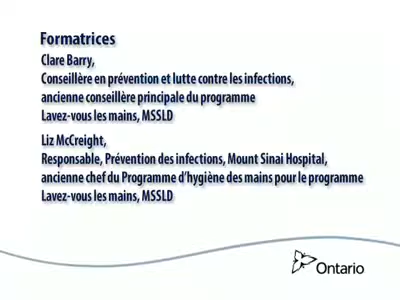 Formatrices
Clare Barry,
Conseillère en prévention et lutte contre les infections,
ancienne conseillère principale du programme
Lavez-vous les mains, MSSLD
Liz McCreight,
Responsable, Prévention des infections, Mount Sinai Hospital,
ancienne chef du Programme d’hygiène des mains pour le programme
Lavez-vous les mains, MSSLD
Ontario